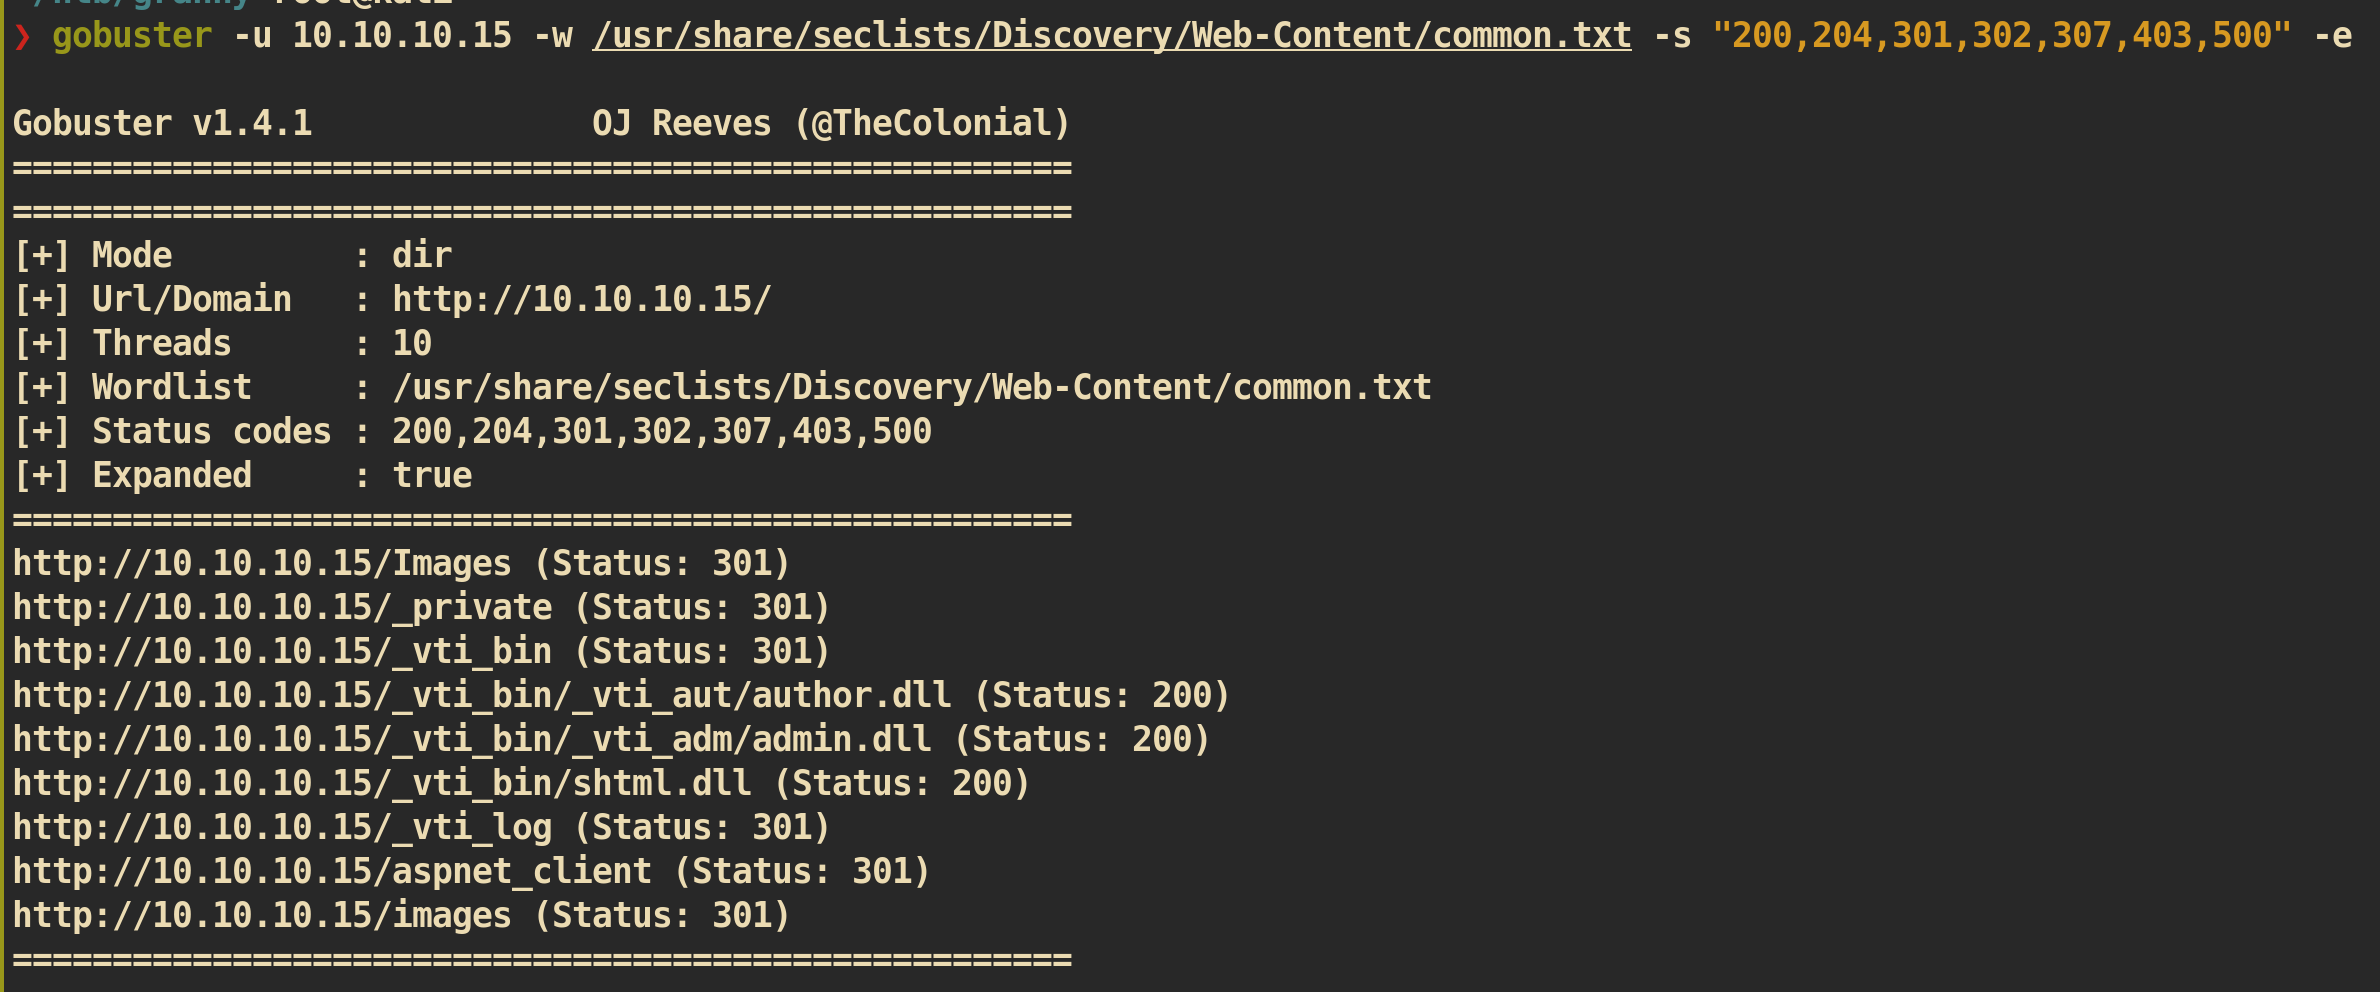 ❯ gobuster -u 10.10.10.15 -w /usr/share/seclists/Discovery/Web-Content/common.txt -s "200,204,301,302,307,403,500" -e
Gobuster v1.4.1              OJ Reeves (@TheColonial)
=====================================================
=====================================================
[+] Mode         : dir
[+] Url/Domain   : http://10.10.10.15/
[+] Threads      : 10
[+] Wordlist     : /usr/share/seclists/Discovery/Web-Content/common.txt
[+] Status codes : 200,204,301,302,307,403,500
[+] Expanded     : true
=====================================================
http://10.10.10.15/Images (Status: 301)
http://10.10.10.15/_private (Status: 301)
http://10.10.10.15/_vti_bin (Status: 301)
http://10.10.10.15/_vti_bin/_vti_aut/author.dll (Status: 200)
http://10.10.10.15/_vti_bin/_vti_adm/admin.dll (Status: 200)
http://10.10.10.15/_vti_bin/shtml.dll (Status: 200)
http://10.10.10.15/_vti_log (Status: 301)
http://10.10.10.15/aspnet_client (Status: 301)
http://10.10.10.15/images (Status: 301)
=====================================================